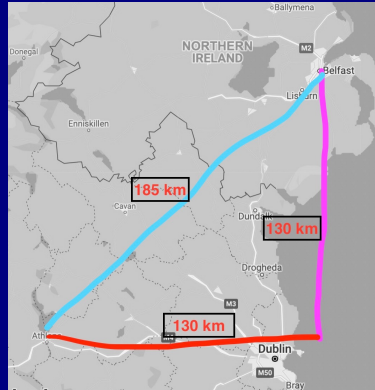 Ballymena
Donegal
M2
NORTHERN
IRELAND
Belfast
Lisburn
Enniskillen
185 km
Cavan
Dundalk
130 km
Drogheda
M3
130 km
M4
Dublin
M50
Bray